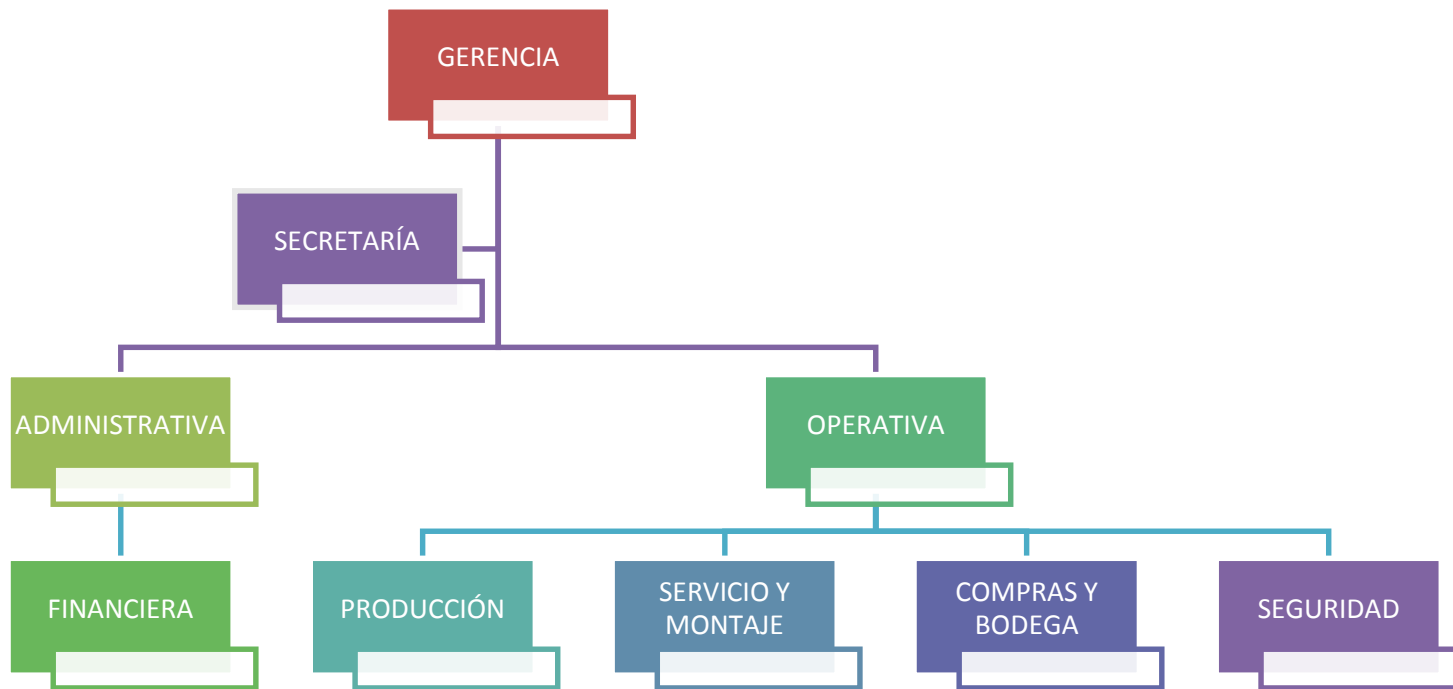 GERENCIA
SECRETARÍA
ADMINISTRATIVA
OPERATIVA
FINANCIERA
PRODUCCIÓN
SERVICIO Y
MONTAJE
COMPRAS Y
BODEGA
SEGURIDAD